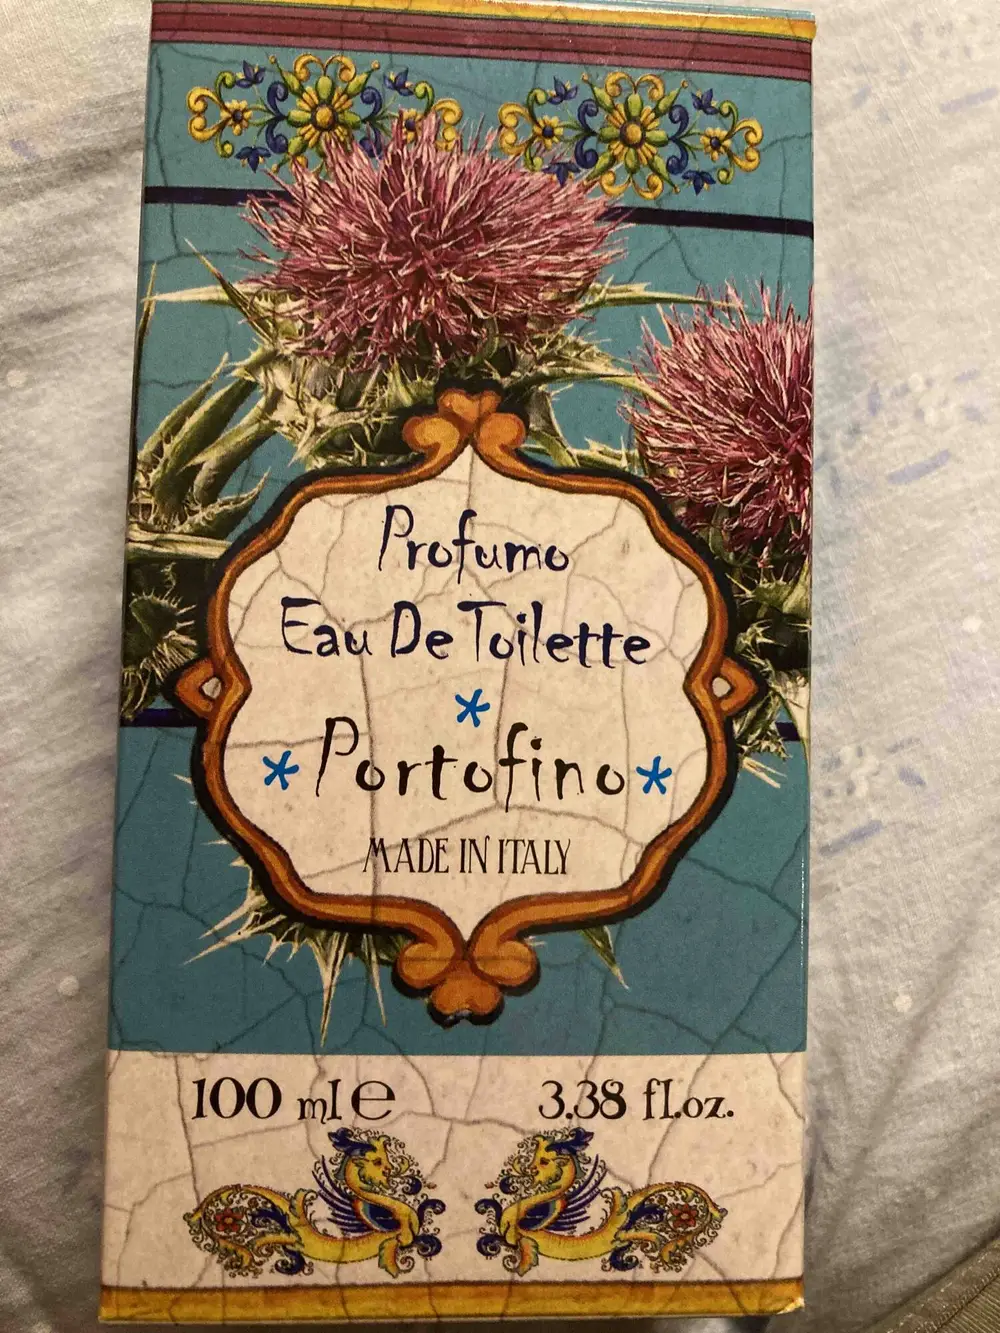 Profumo
Eau De Toilette
*
* Portofino *
MADE IN ITALY
100 ml ℮
3.38 fl.oz.